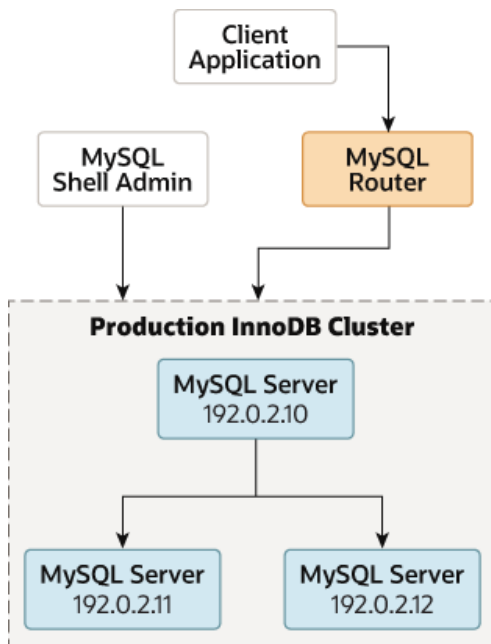 Client
Application
MySQL
Shell Admin
MySQL
Router
Production InnoDB Cluster
MySQL Server
192.0.2.10
MySQL Server
192.0.2.11
MySQL Server
192.0.2.12